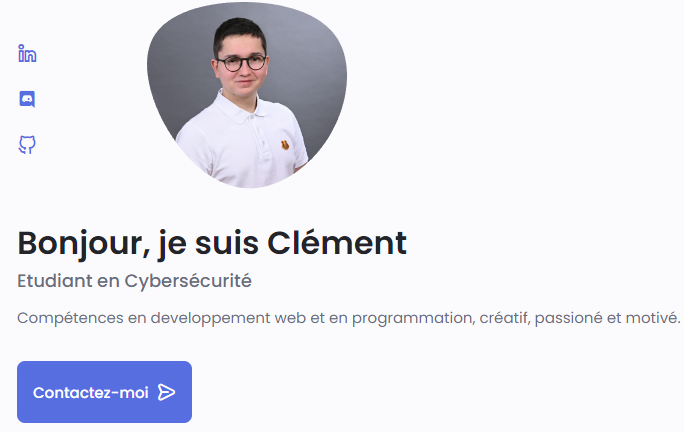 Bonjour, je suis Clément
Etudiant en Cybersécurité
Compétences en developpement web et en programmation, créatif, passioné et motivé.
Contactez-moi